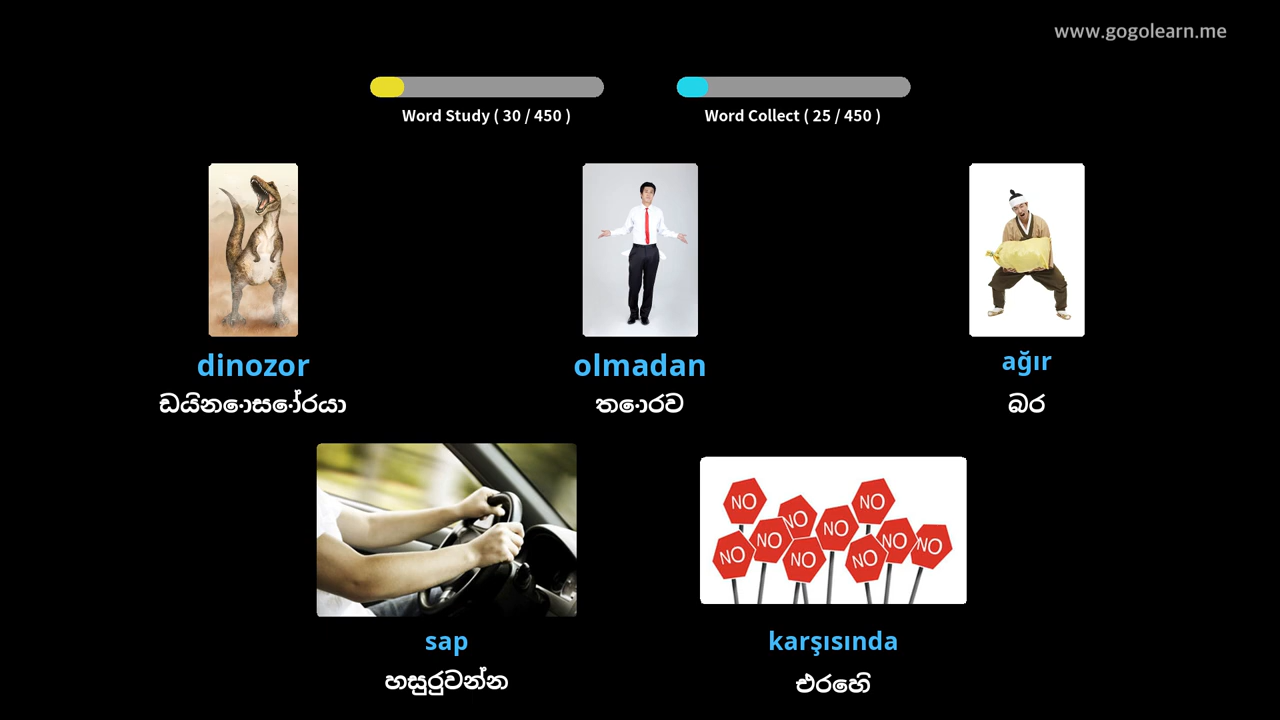 www.gogolearn.me
Word Study ( 30 / 450 )
Word Collect ( 25 / 450 )
dinozor
olmadan
ağır
ඩයිනොසෝරයා
තොරව
බර
NO NO NO NO NO NO NO NO NO NO
sap
karşısında
හසුරුවන්න
එරෙහි